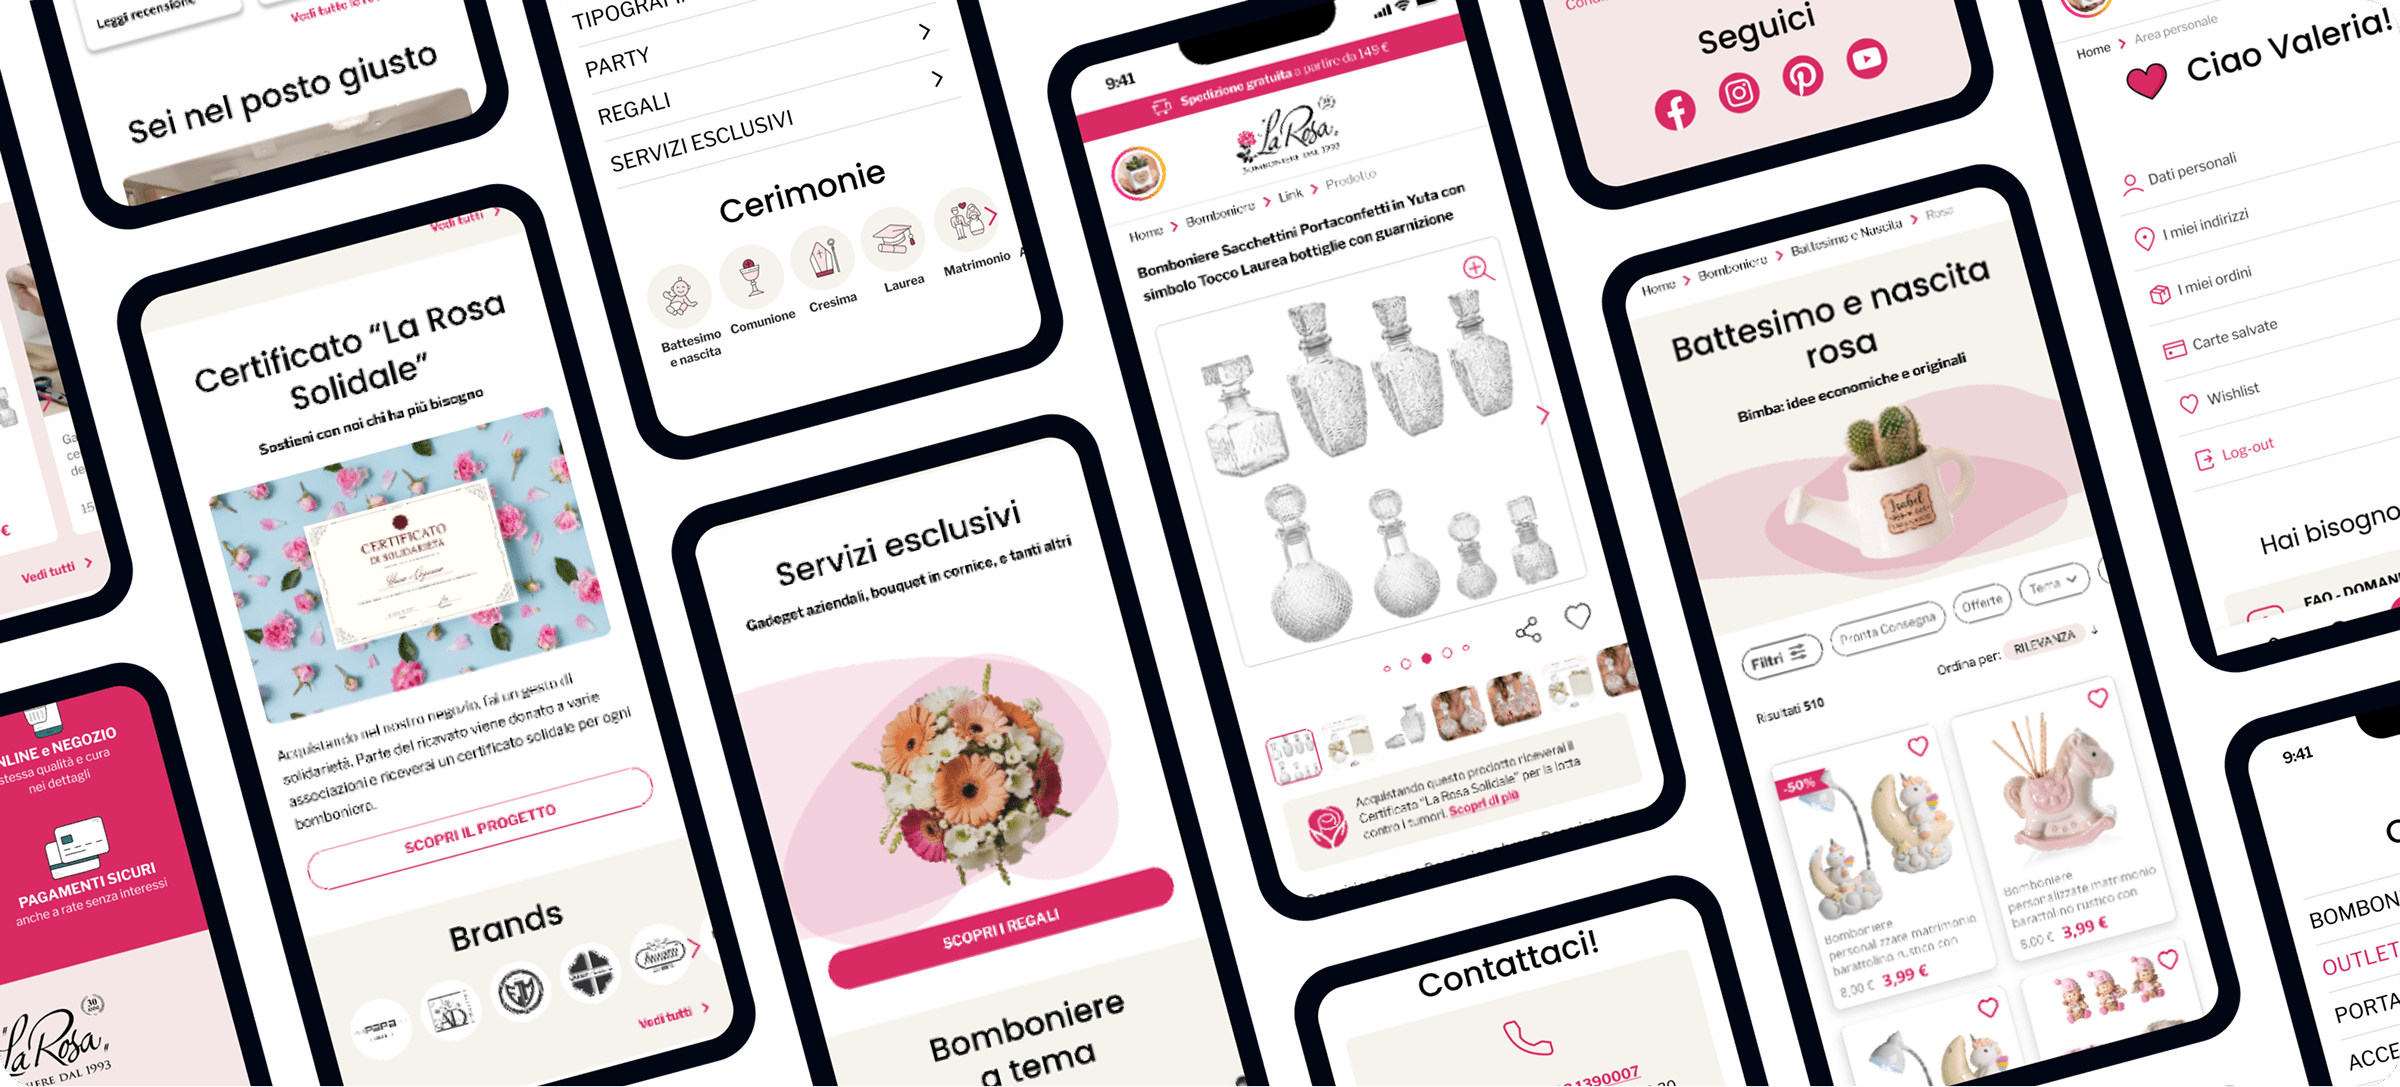 Leggi recensione
Sei nel posto giusto
Vedi tutti
Certificato “La Rosa
Solidale”
Sostieni con noi chi ha più bisogno
CERTIFICATO
DI SOLIDARIETÀ
Acquistando nel nostro negozio, fai un gesto di
solidarietà. Parte del ricavato viene donato a varie
associazioni e riceverai un certificato solidale per ogni
bomboniera.
SCOPRI IL PROGETTO
Brands
PAPA
AD
Vedi tutti
€
15
Vedi tutti
NLINE e NEGOZIO
stessa qualità e cura
nei dettagli
PAGAMENTI SICURI
anche a rate senza interessi
30
La Rosa
DAL 1993
PARTY
REGALI
SERVIZI ESCLUSIVI
Cerimonie
Battesimo
e nascita
Comunione
Cresima
Laurea
Matrimonio
Servizi esclusivi
Gadeget aziendali, bouquet in cornice, e tanti altri
SCOPRI I REGALI
Bomboniere
a tema
9:41
Spedizione gratuita a partire da 149 €
La Rosa
BOMBONIERE DAL 1993
Home > Bomboniere > Link > Prodotto
Bomboniere Sacchettini Portaconfetti in Yuta con
simbolo Tocco Laurea bottiglie con guarnizione
Acquistando questo prodotto riceverai il
Certificato “La Rosa Solidale” per la lotta
contro i tumori. Scopri di più
Contattaci!
1390007
Seguici
Home > Bomboniere > Battesimo e Nascita > Rosa
Battesimo e nascita
rosa
Bimba: idee economiche e originali
Isabel
Filtri
Pronta Consegna
Offerte
Tema
Ordina per: RILEVANZA
Risultati 510
-50%
Bomboniere
personalizzate matrimonio
barattolino rustico con
8,00 € 3,99 €
Bomboniere
personalizzate matrimonio
barattolino rustico con
8,00 € 3,99 €
Home > Area personale
Ciao Valeria!
Dati personali
I miei indirizzi
I miei ordini
Carte salvate
Wishlist
Log-out
Hai bisogno
FAQ - DOMAN
9:41
BOMBON
OUTLET
PORTA
ACCE